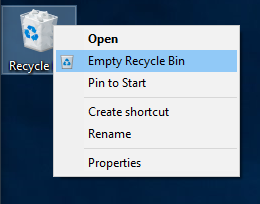 Recycle
Open
Empty Recycle Bin
Pin to Start
Create shortcut
Rename
Properties